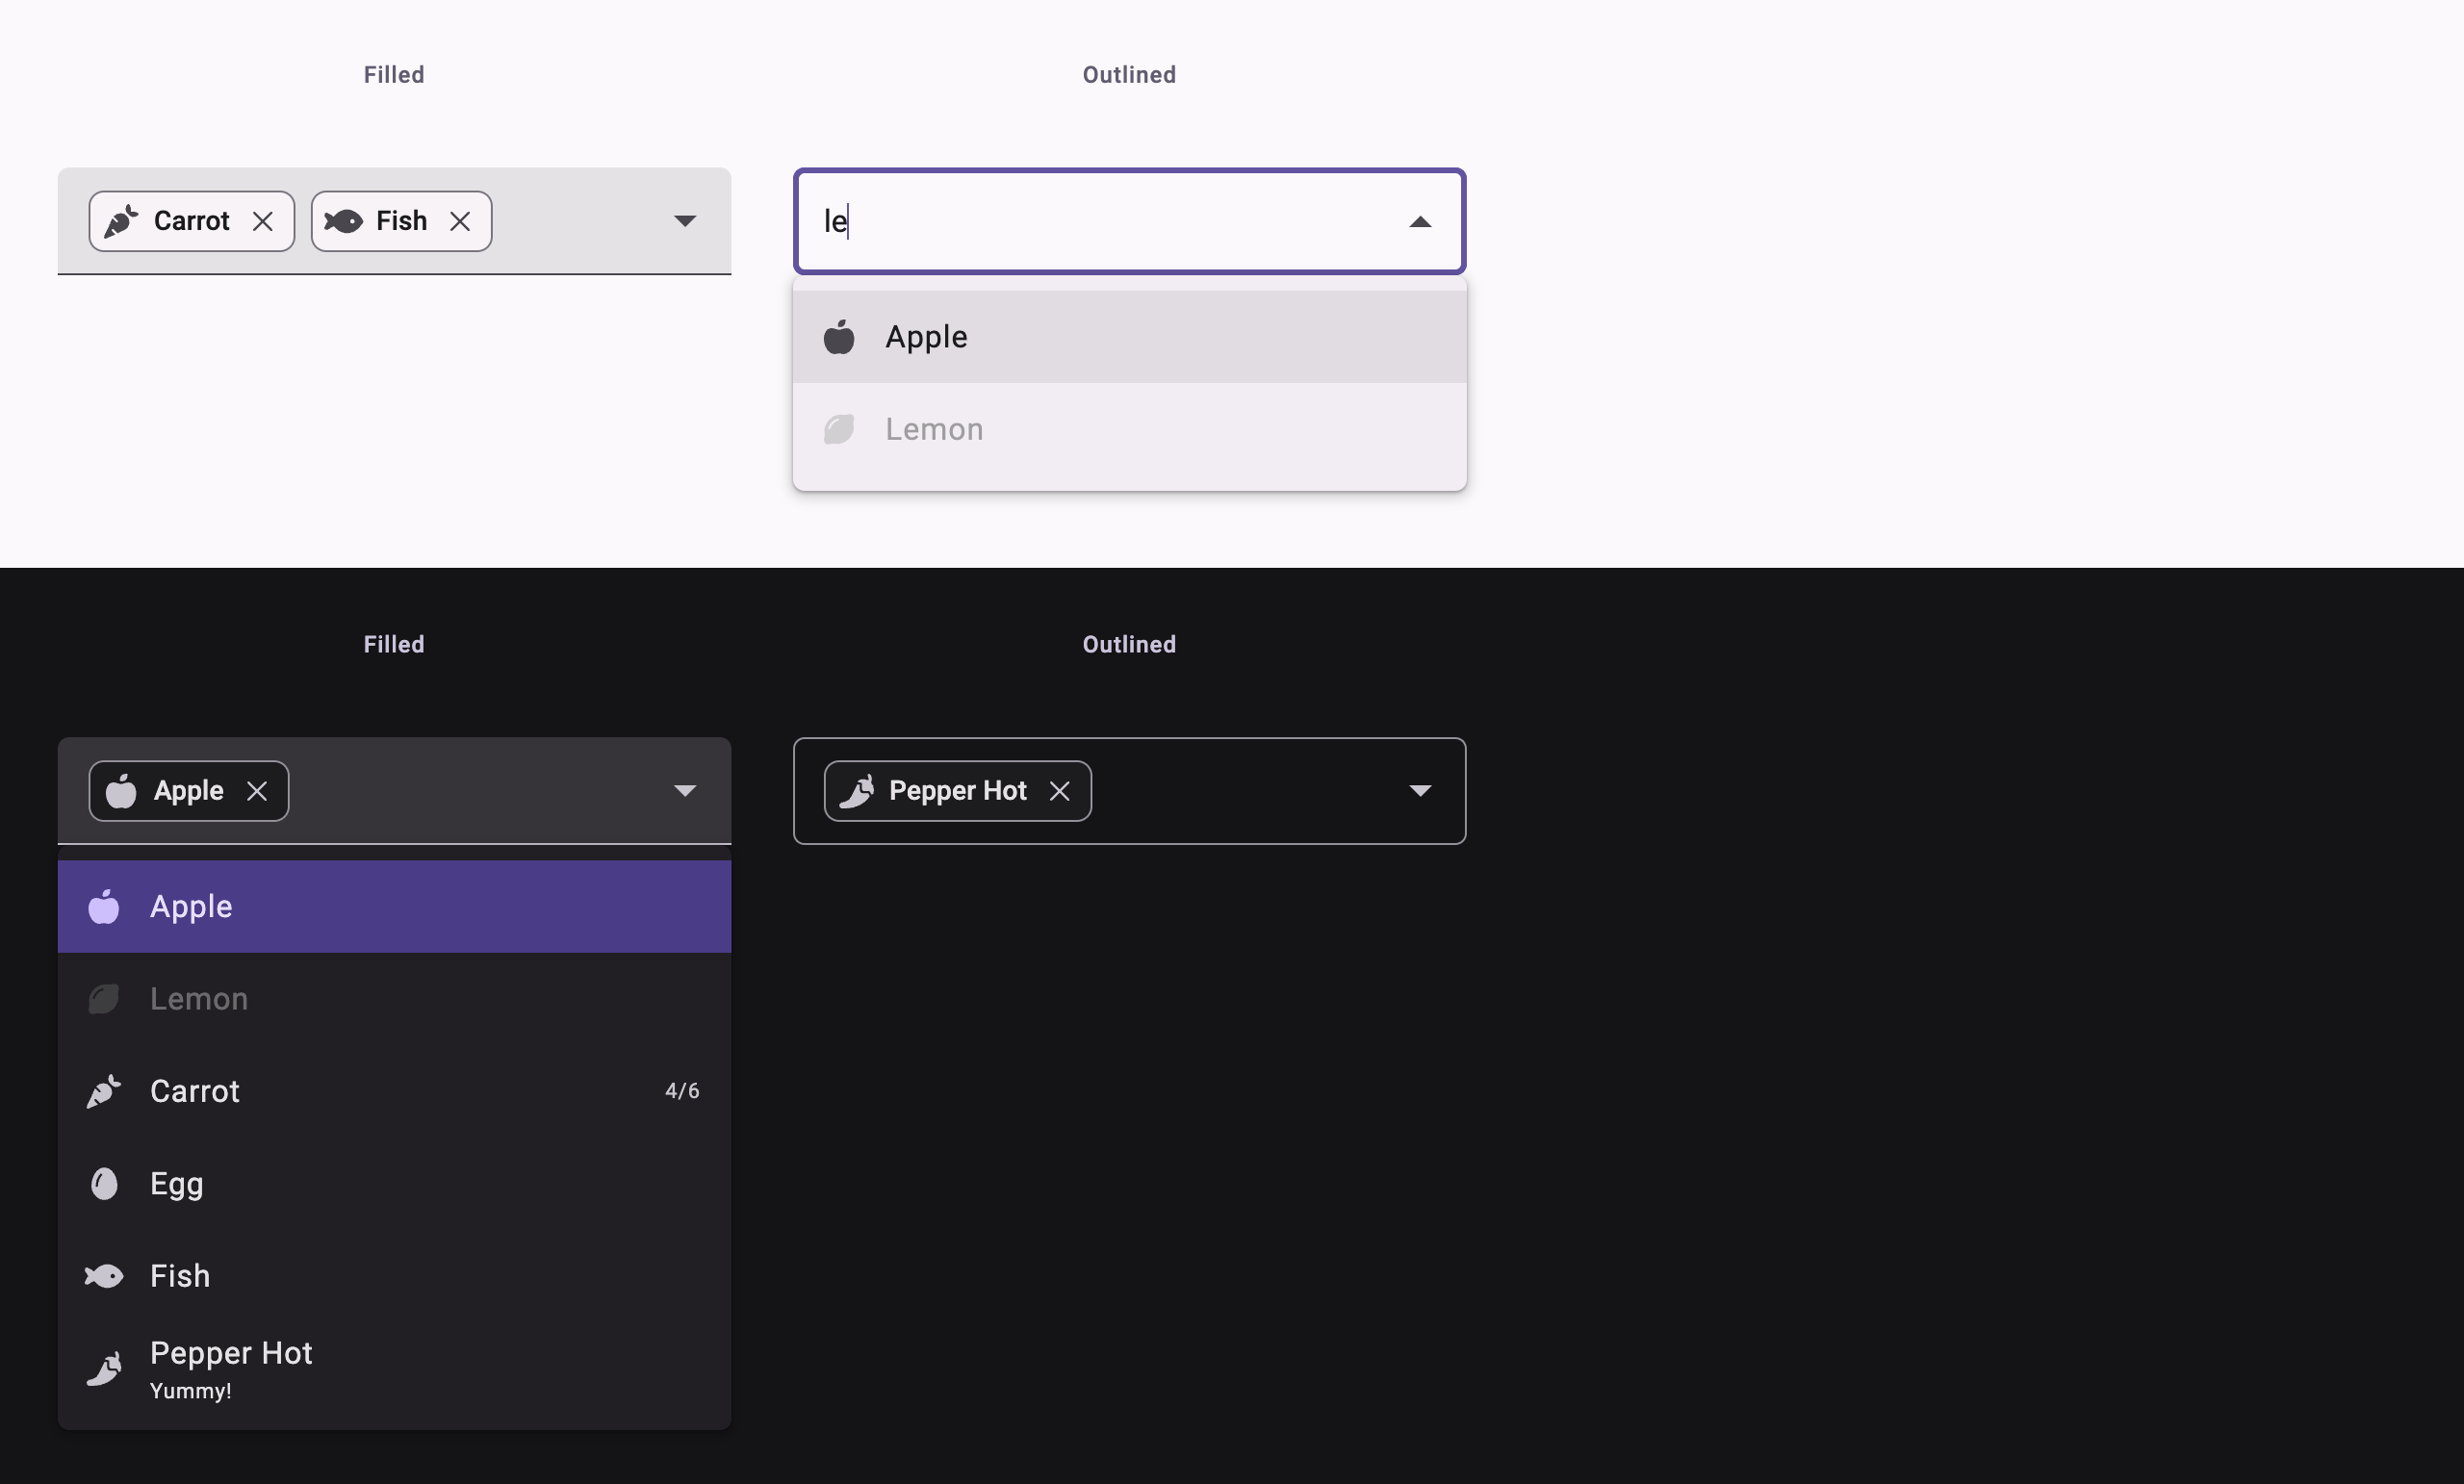 Filled
Outlined
Carrot
Fish
le
Apple
Lemon
Filled
Outlined
Apple
Pepper Hot
Apple
Lemon
Carrot
4/6
Egg
Fish
Pepper Hot
Yummy!